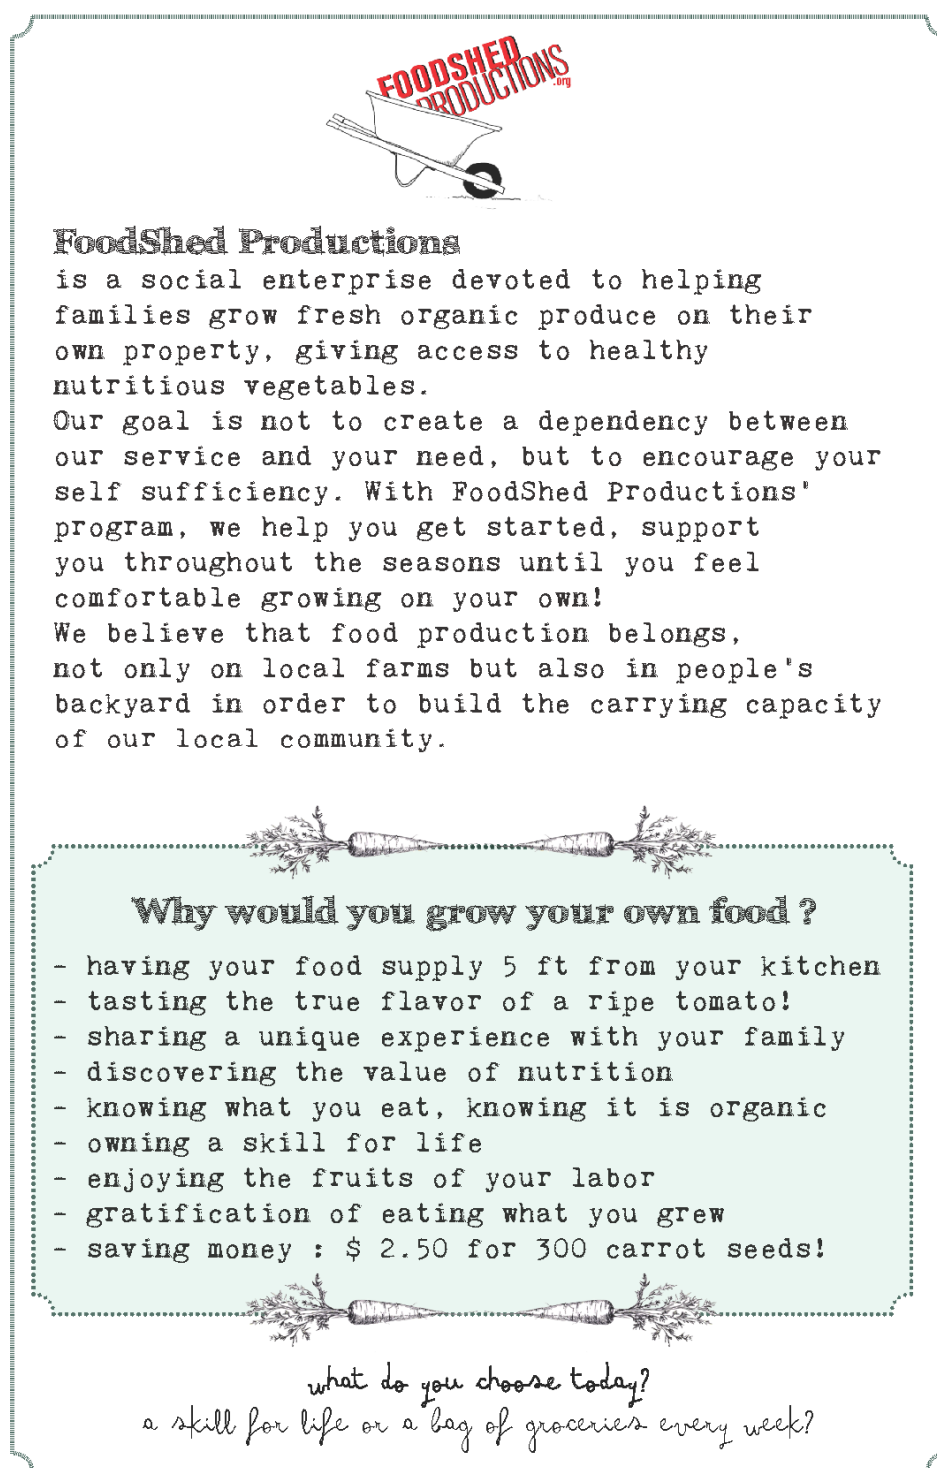 FOODSHED
PRODUCTIONS
.org
FoodShed Productions
is a social enterprise devoted to helping
families grow fresh organic produce on their
own property, giving access to healthy
nutritious vegetables.
Our goal is not to create a dependency between
our service and your need, but to encourage your
self sufficiency. With FoodShed Productions'
program, we help you get started, support
you throughout the seasons until you feel
comfortable growing on your own!
We believe that food production belongs,
not only on local farms but also in people's
backyard in order to build the carrying capacity
of our local community.
Why would you grow your own food ?
- having your food supply 5 ft from your kitchen
- tasting the true flavor of a ripe tomato!
- sharing a unique experience with your family
- discovering the value of nutrition
- knowing what you eat, knowing it is organic
- owning a skill for life
- enjoying the fruits of your labor
- gratification of eating what you grew
- saving money : $ 2.50 for 300 carrot seeds!
what do you choose today?
a skill for life or a bag of groceries every week?